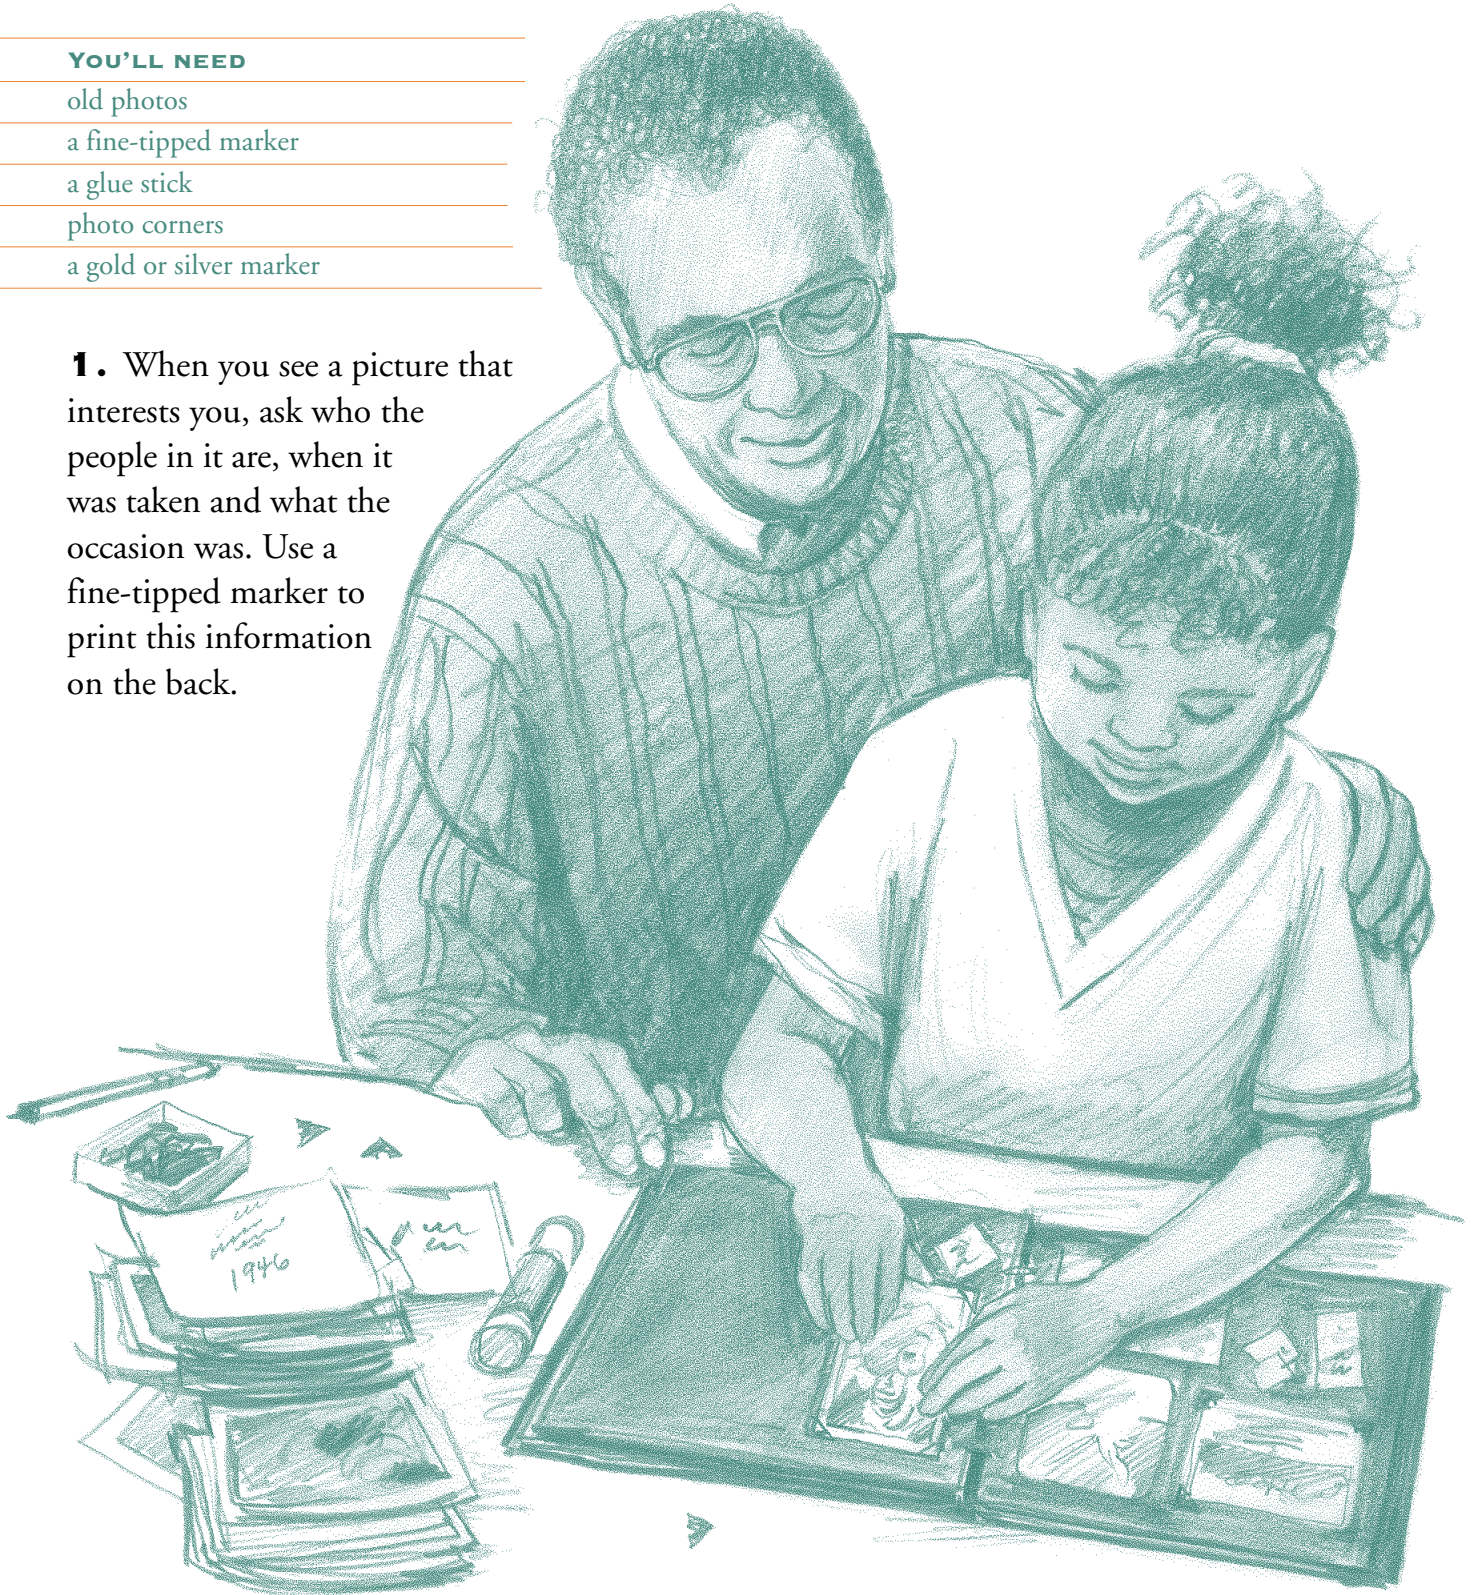 YOU'LL NEED
old photos
a fine-tipped marker
a glue stick
photo corners
a gold or silver marker
1. When you see a picture that
interests you, ask who the
people in it are, when it
was taken and what the
occasion was. Use a
fine-tipped marker to
print this information
on the back.
1946